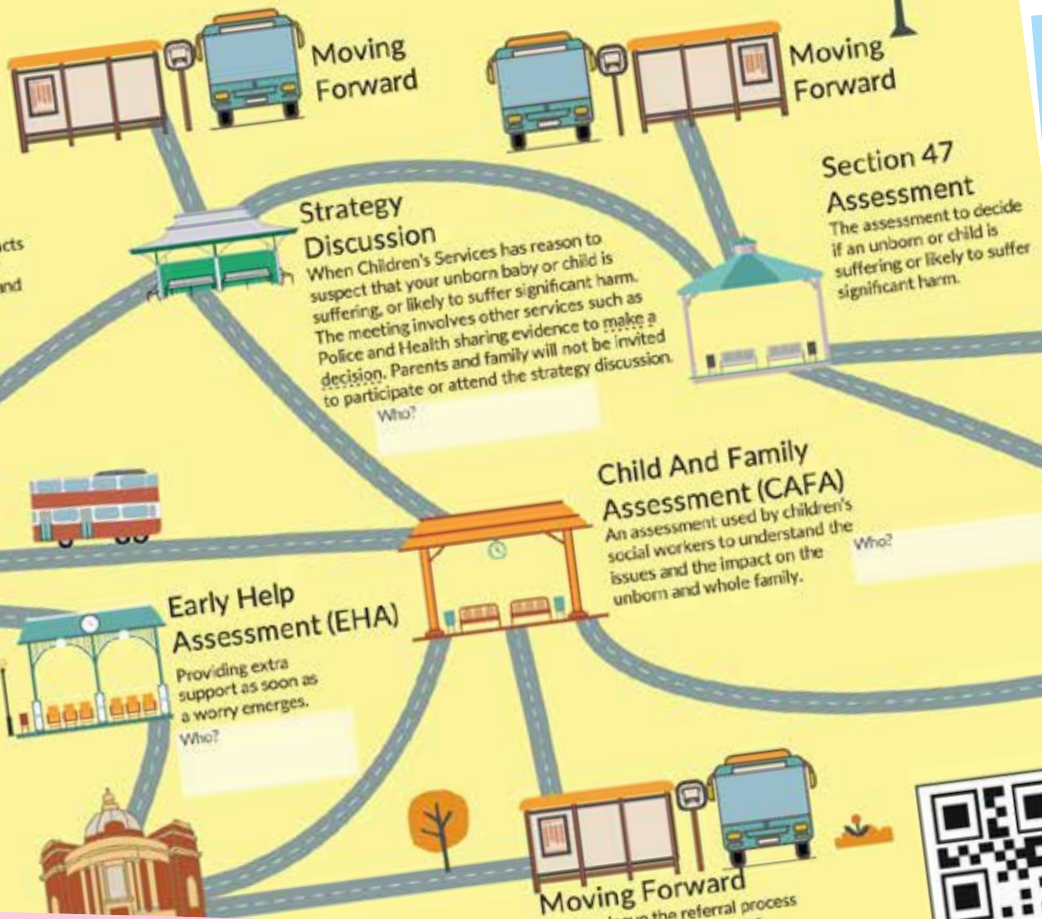 Moving
Forward
Moving
Forward
Section 47
Assessment
The assessment to decide
if an unborn or child is
suffering or likely to suffer
significant harm.
Strategy
Discussion
When Children's Services has reason to
suspect that your unborn baby or child is
suffering, or likely to suffer significant harm.
The meeting involves other services such as
Police and Health sharing evidence to make a
decision. Parents and family will not be invited
to participate or attend the strategy discussion.
Who?
and
Child And Family
Assessment (CAFA)
An assessment used by children's
social workers to understand the
issues and the impact on the
unborn and whole family.
Who?
Early Help
Assessment (EHA)
Providing extra
support as soon as
a worry emerges.
Who?
Moving Forward
the referral process